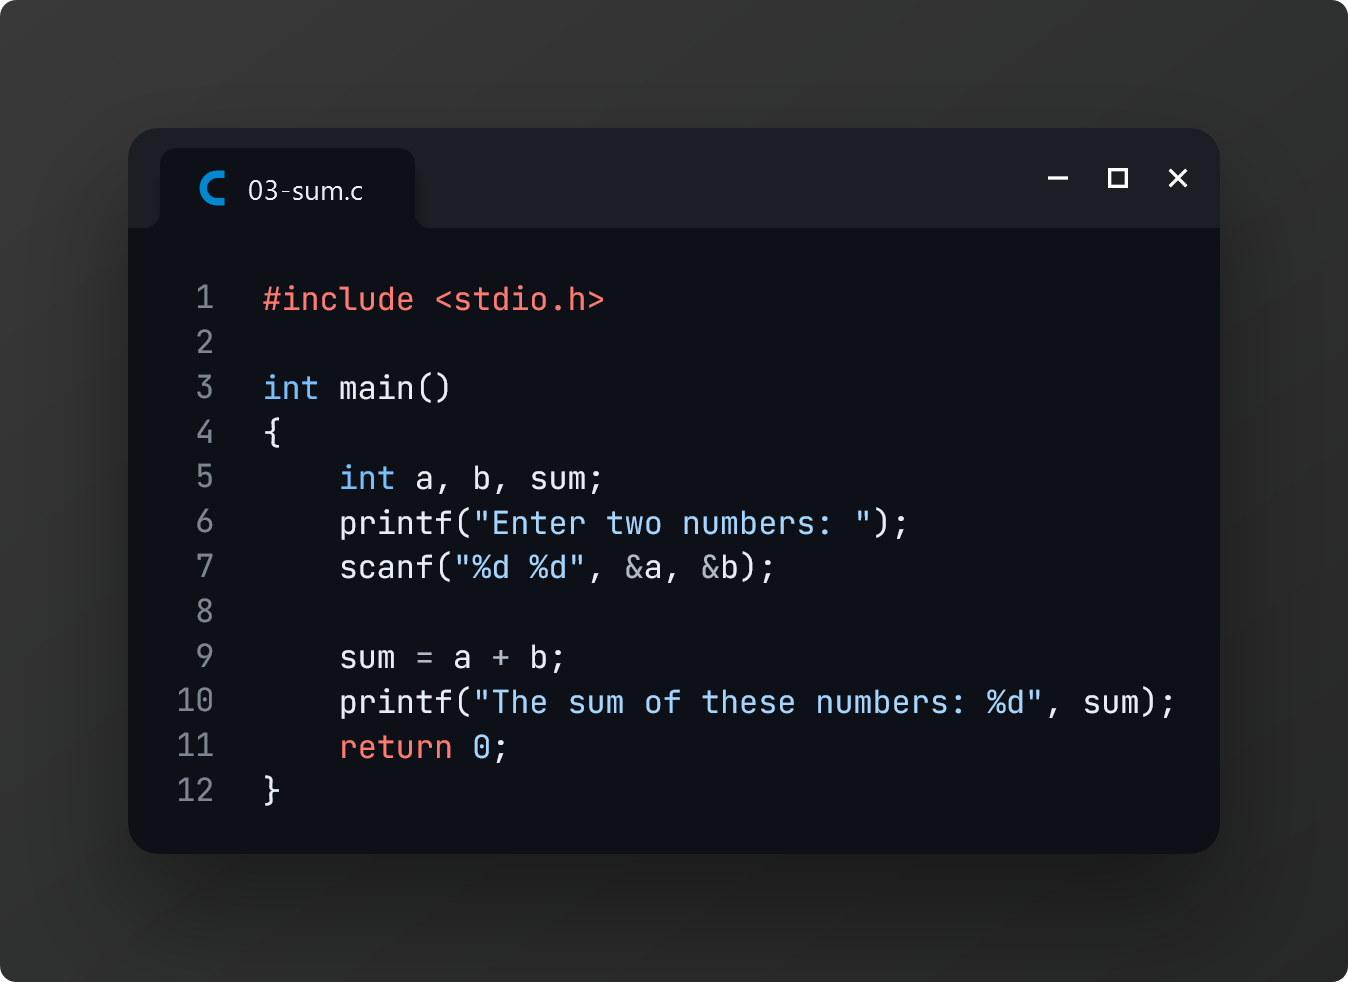 03-sum.c
1 #include <stdio.h>
2
3 int main()
4 {
5     int a, b, sum;
6     printf("Enter two numbers: ");
7     scanf("%d %d", &a, &b);
8
9     sum = a + b;
10     printf("The sum of these numbers: %d", sum);
11     return 0;
12 }